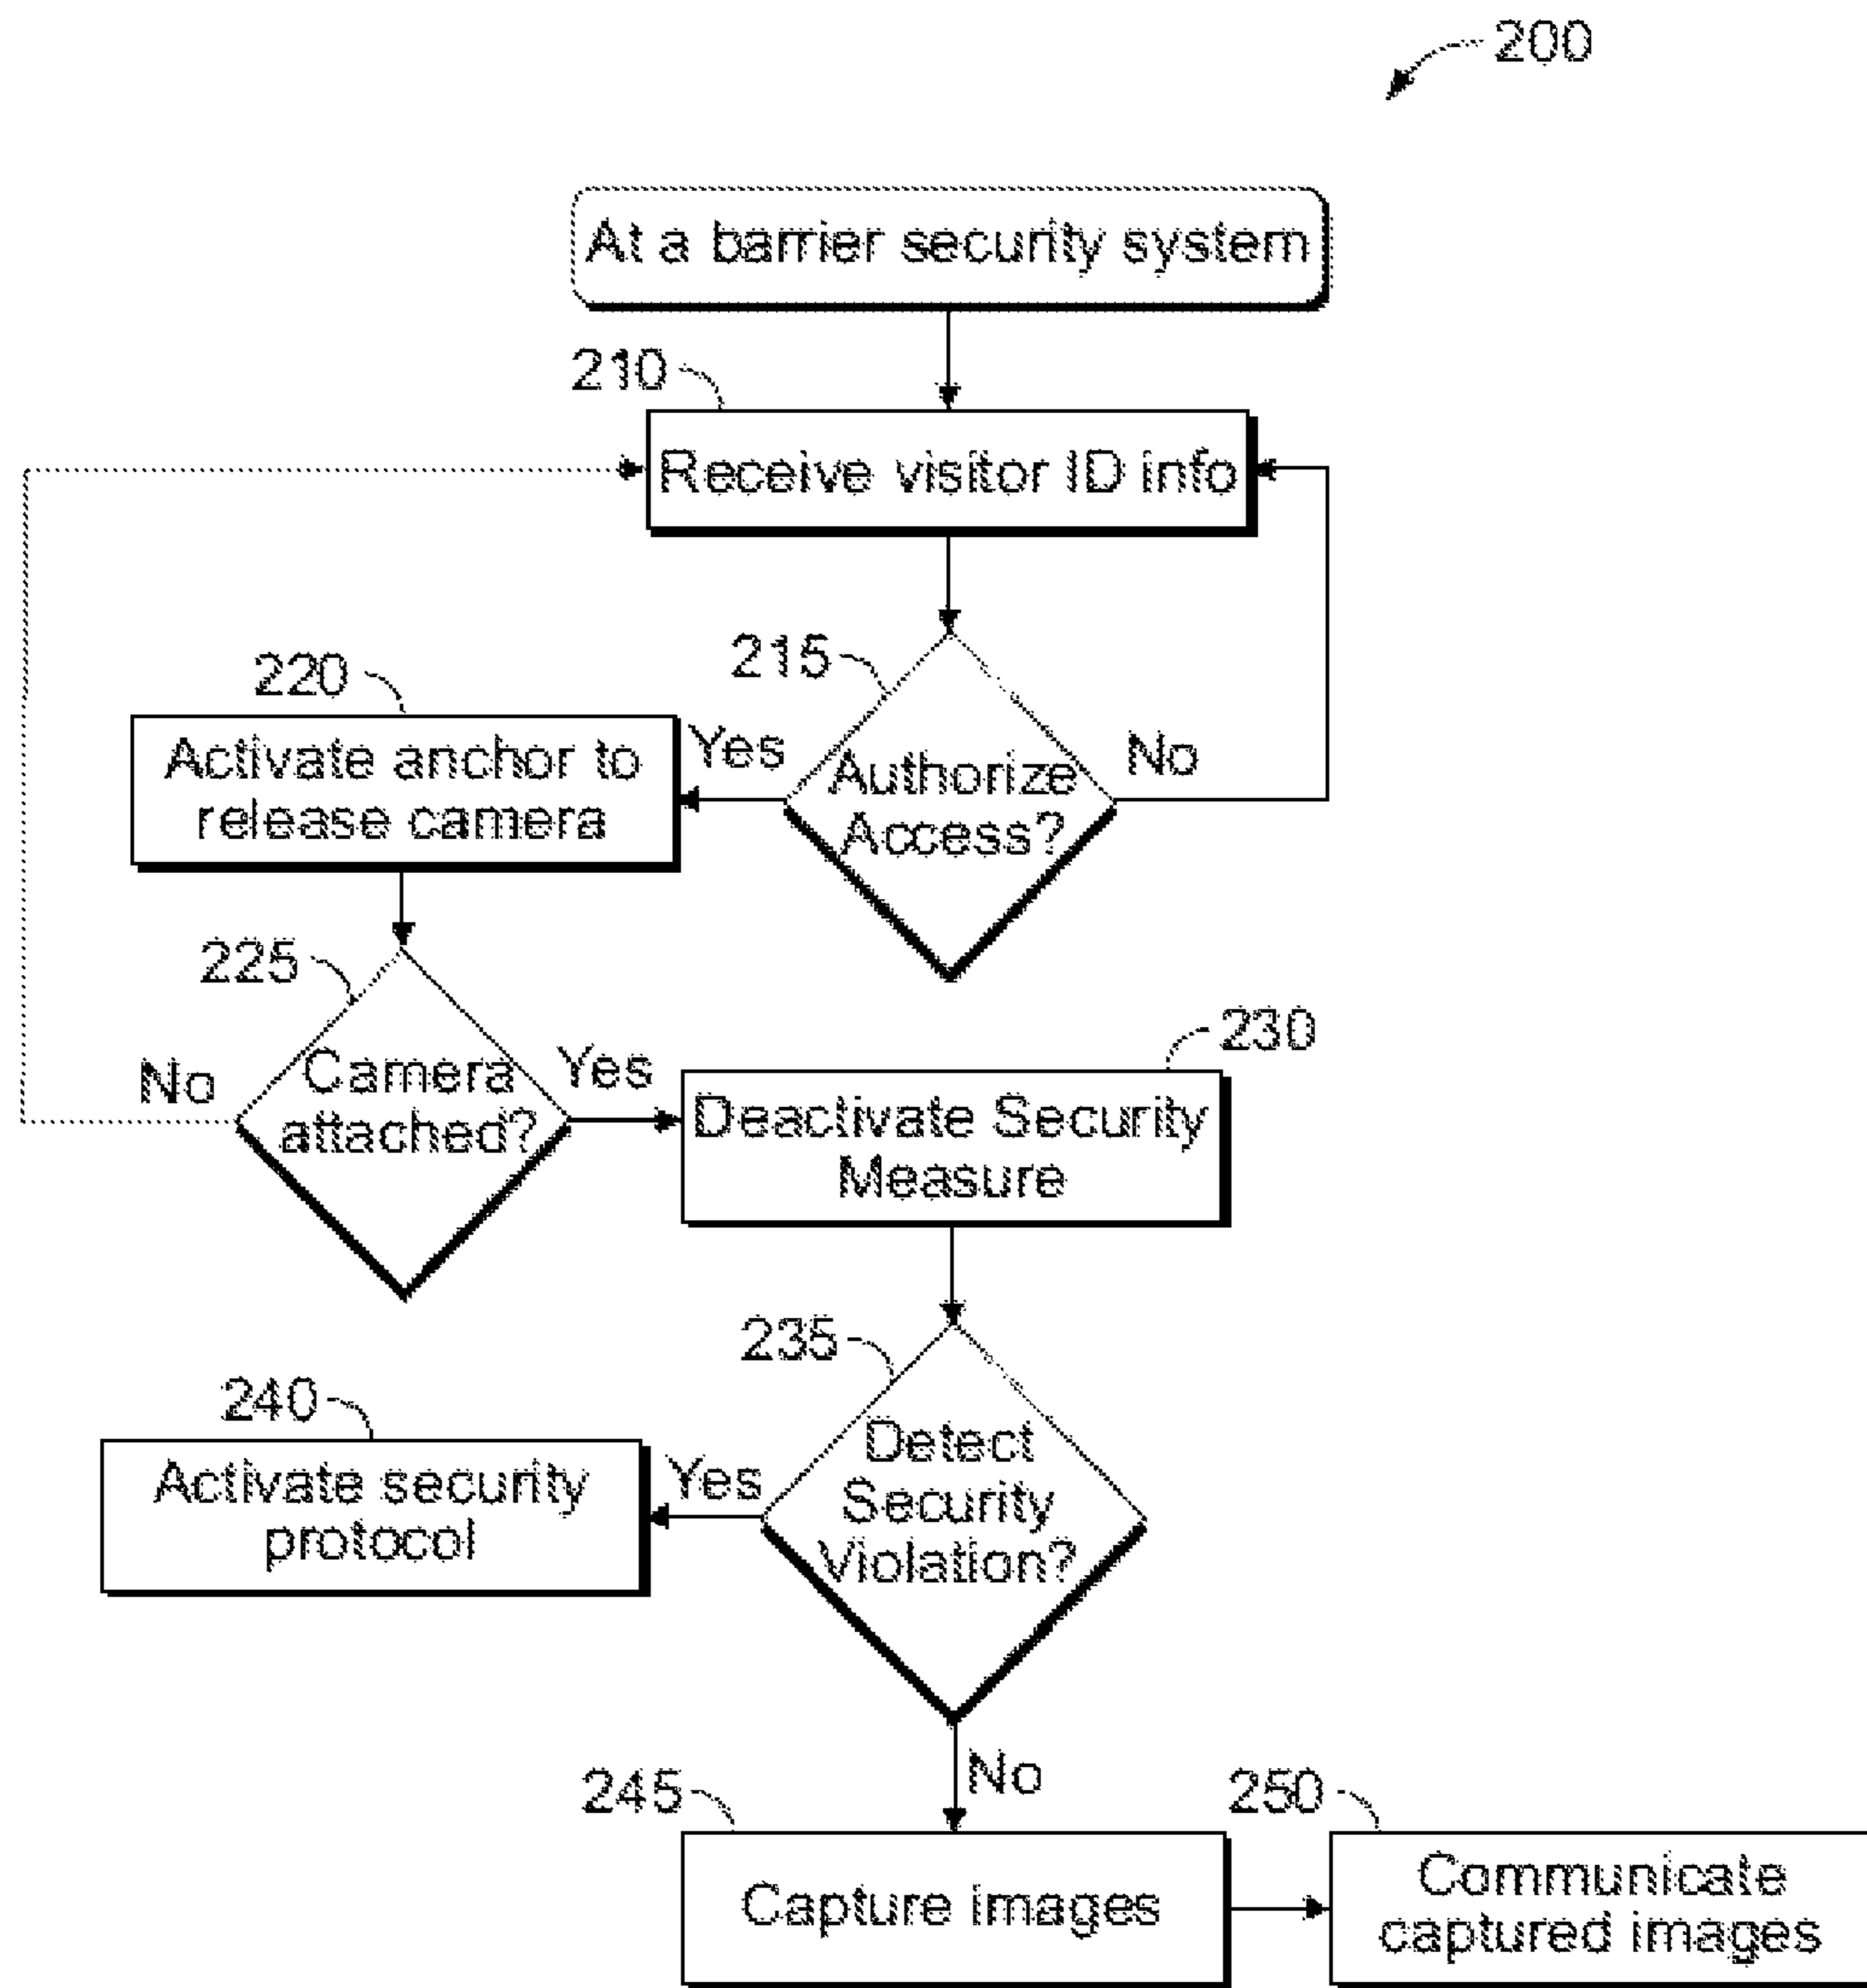 200
At a barrier security system
210
Receive visitor ID info
215
Authorize
Access?
Yes
No
220
Activate anchor to
release camera
225
Camera
attached?
No
Yes
230
Deactivate Security
Measure
235
Detect
Security
Violation?
Yes
No
240
Activate security
protocol
245
Capture images
250
Communicate
captured images